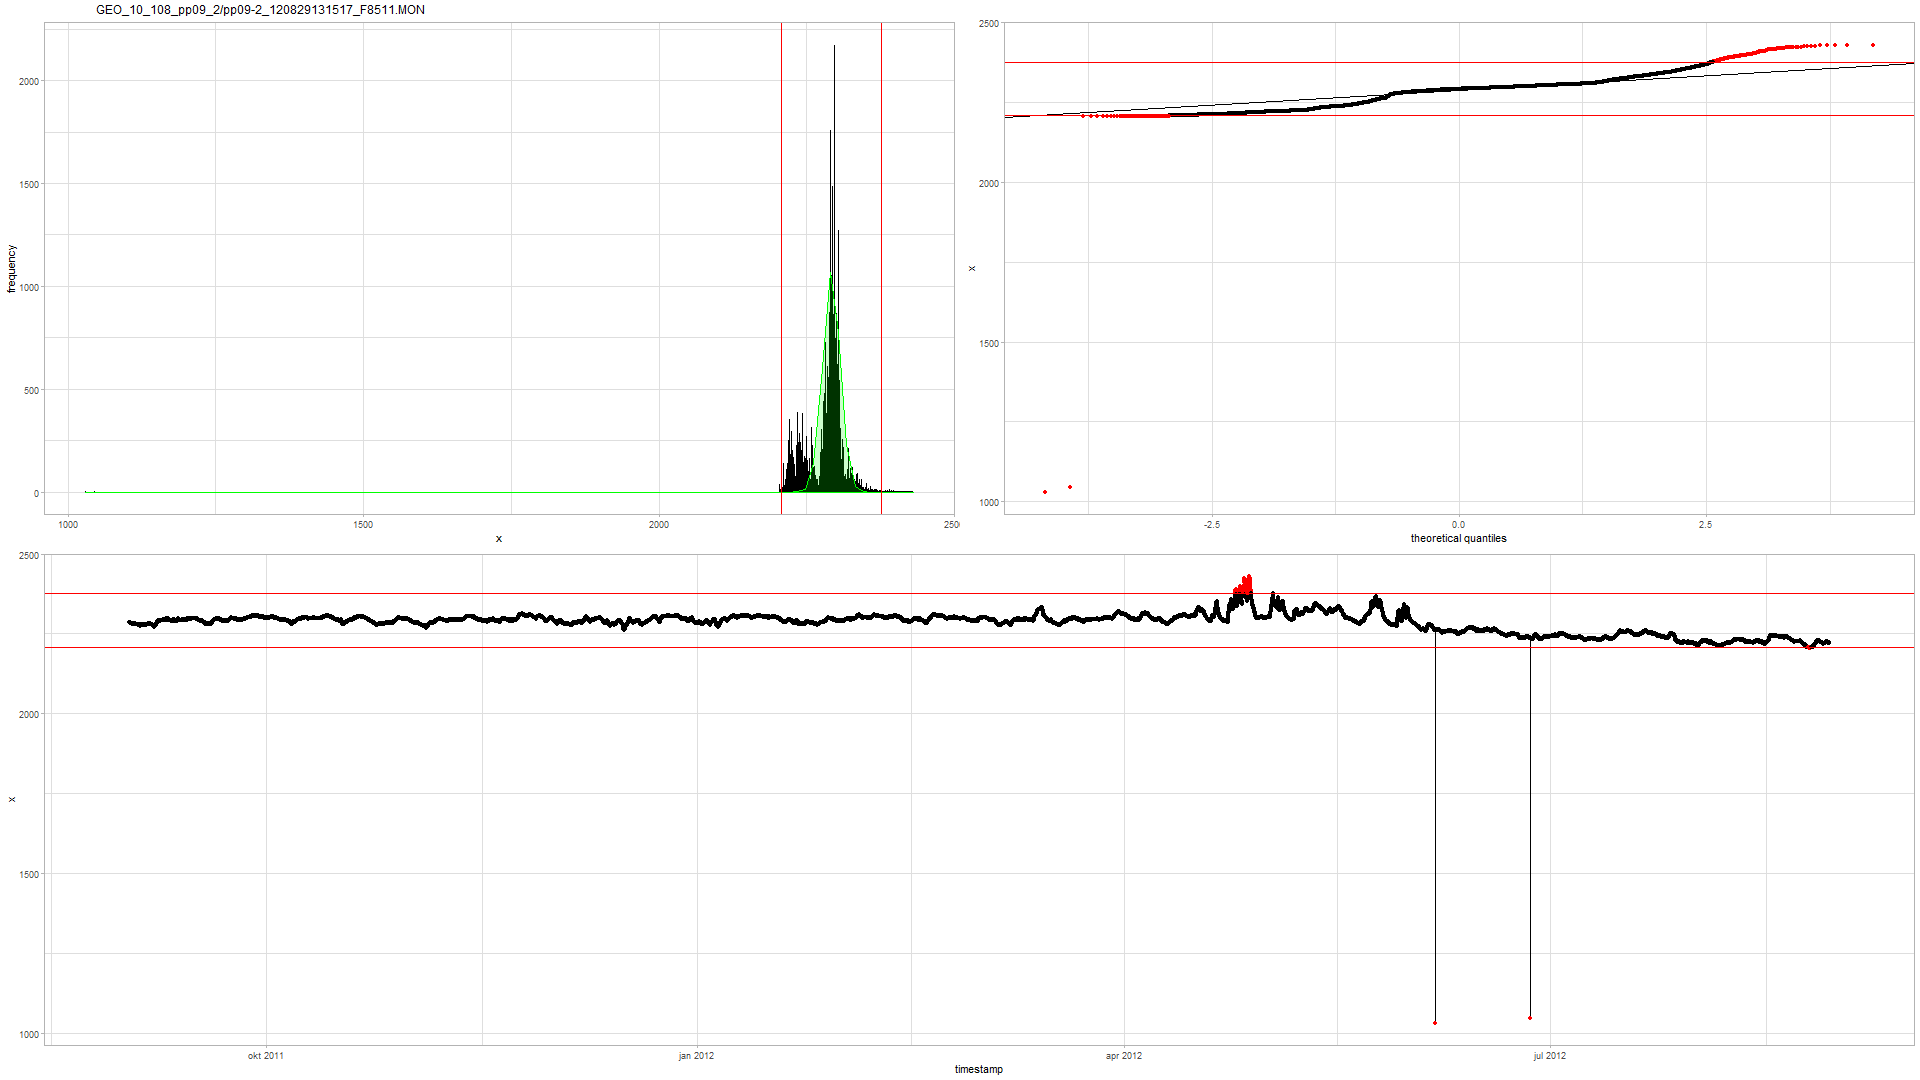 GEO_10_108_pp09_2/pp09-2_120829131517_F8511.MON
frequency
2000
1500
1000
500
0
1000
1500
2000
250
x
x
2500
2000
1500
1000
-2.5
0.0
2.5
theoretical quantiles
x
2500
2000
1500
1000
okt 2011
jan 2012
apr 2012
jul 2012
timestamp